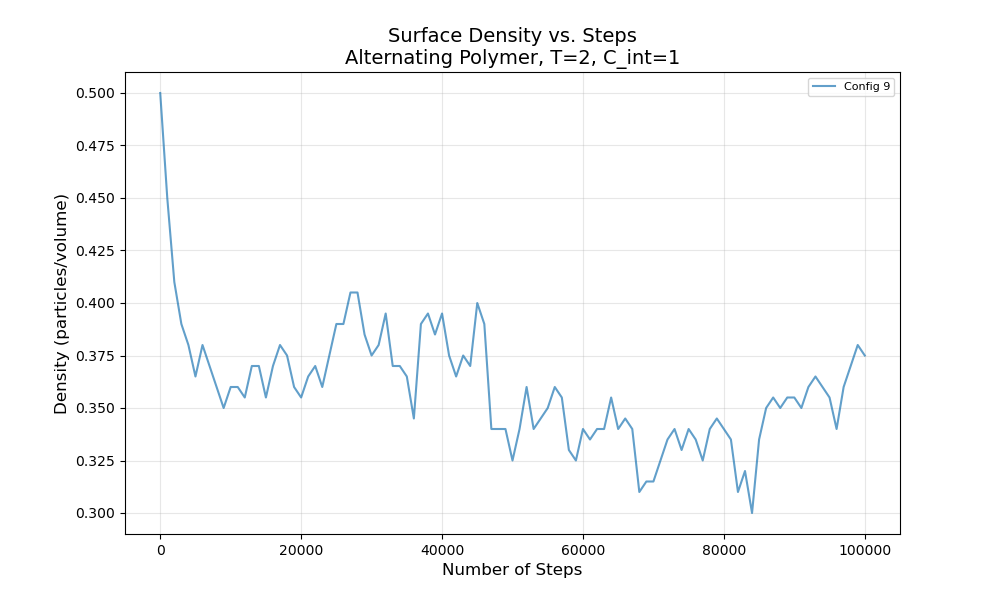 Surface Density vs. Steps
Alternating Polymer, T=2, C_int=1
Config 9
Density (particles/volume)
0.500
0.475
0.450
0.425
0.400
0.375
0.350
0.325
0.300
0 20000 40000 60000 80000 100000
Number of Steps